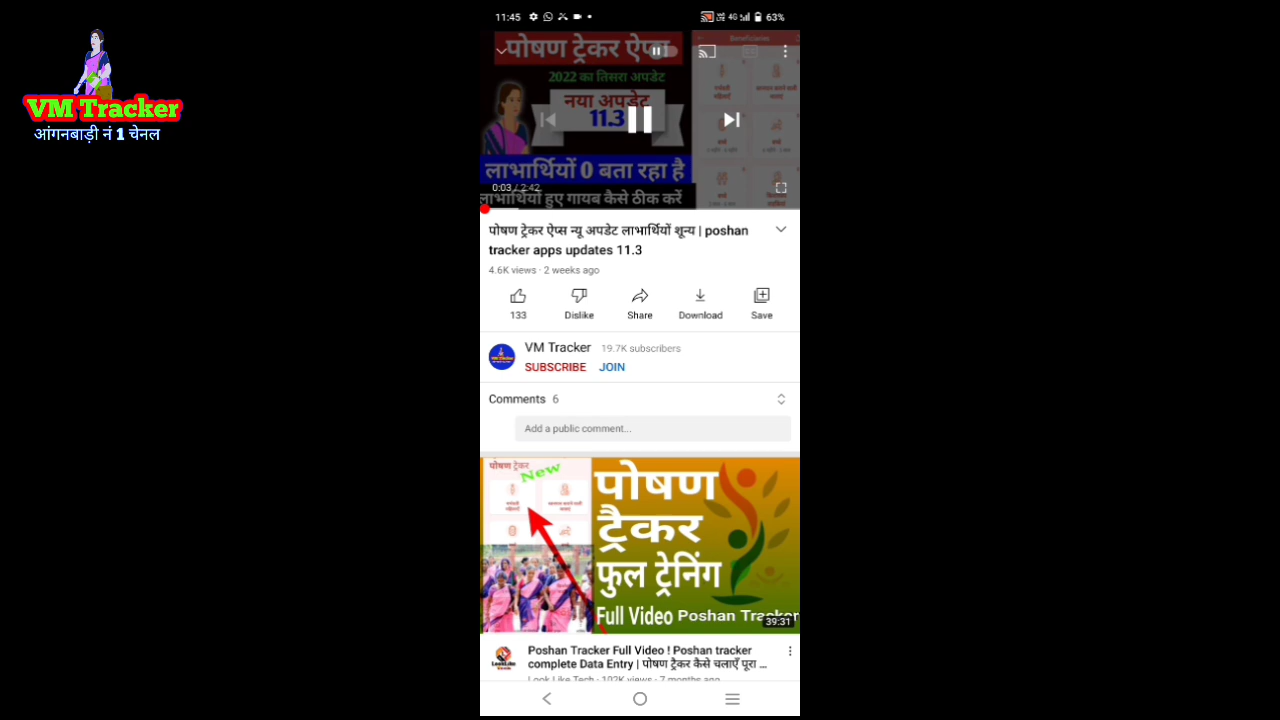 VM Tracker
आंगनबाड़ी नं 1 चेनल
11:45
4G
63%
Beneficiaries
पोषण ट्रेकर ऐप्स
2022 का तिसरा अपडेट
नया अपडेट
11.3
लाभार्थियों 0 बता रहा है
0:03 / 2:42
लाभार्थियों हुए गायब कैसे ठीक करें
पोषण ट्रेकर ऐप्स न्यू अपडेट लाभार्थियों शून्य | poshan
tracker apps updates 11.3
4.6K views · 2 weeks ago
133
Dislike
Share
Download
Save
VM Tracker 19.7K subscribers
SUBSCRIBE JOIN
Comments 6
Add a public comment...
पोषण ट्रेकर
New
पोषण
ट्रैकर
फुल ट्रेनिंग
Full Video Poshan Tracker
39:31
Poshan Tracker Full Video ! Poshan tracker
complete Data Entry | पोषण ट्रैकर कैसे चलाएँ पूरा ...
Look Like Tech · 102K views · 7 months ago